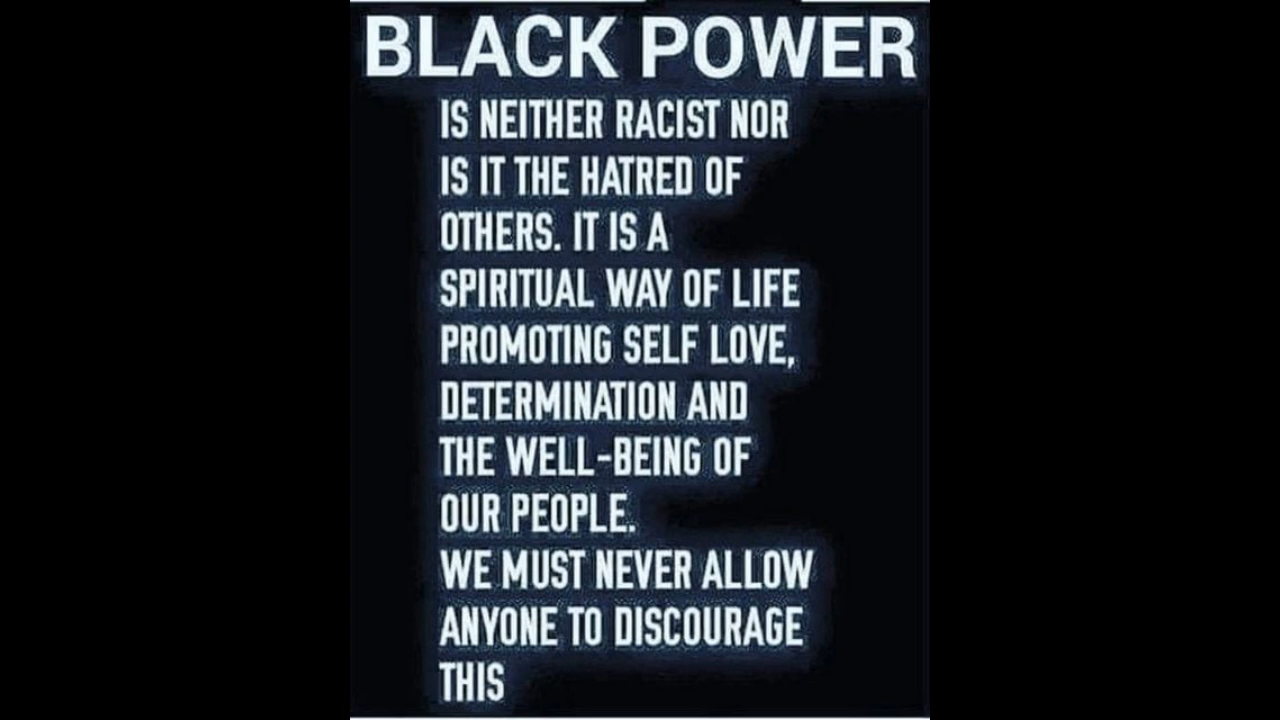 BLACK POWER
IS NEITHER RACIST NOR
IS IT THE HATRED OF
OTHERS. IT IS A
SPIRITUAL WAY OF LIFE
PROMOTING SELF LOVE,
DETERMINATION AND
THE WELL-BEING OF
OUR PEOPLE.
WE MUST NEVER ALLOW
ANYONE TO DISCOURAGE
THIS